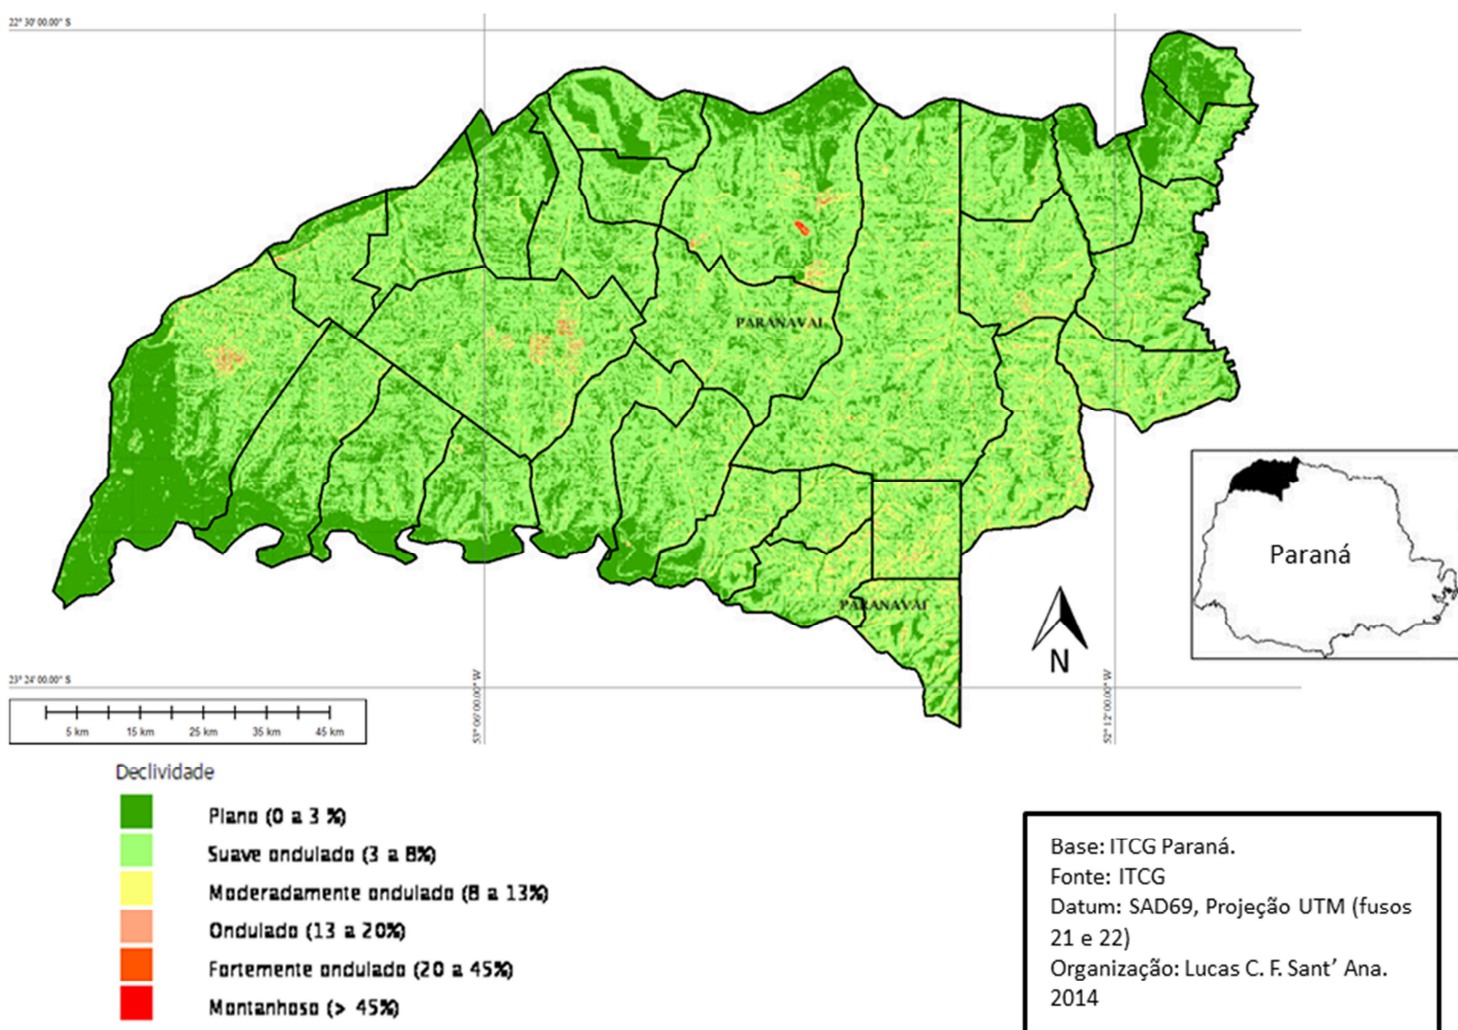 22° 30' 00.00" S
PARANAVAI
Paraná
PARANAVAI
N
23° 24' 00.00" S
53° 06' 00.00" W
52° 12' 00.00" W
5 km 15 km 25 km 35 km 45 km
Declividade
Plano (0 a 3 %)
Suave ondulado (3 a 8%)
Moderadamente ondulado (8 a 13%)
Ondulado (13 a 20%)
Fortemente ondulado (20 a 45%)
Montanhoso (> 45%)
Base: ITCG Paraná.
Fonte: ITCG
Datum: SAD69, Projeção UTM (fusos
21 e 22)
Organização: Lucas C. F. Sant’ Ana.
2014